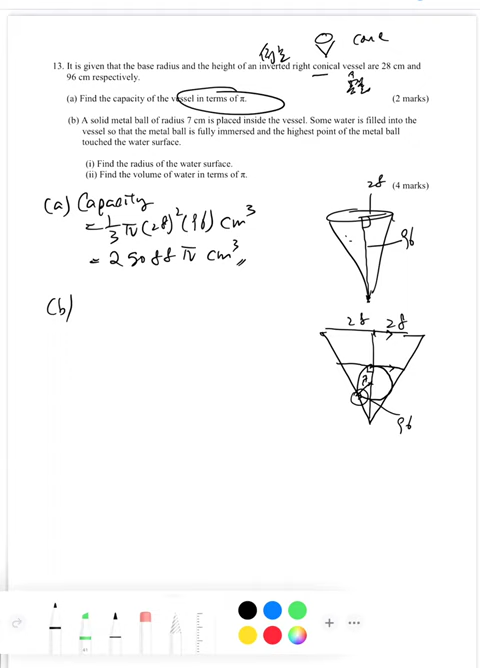 cone
13. It is given that the base radius and the height of an inverted right conical vessel are 28 cm and
96 cm respectively.
(a) Find the capacity of the vessel in terms of π.
(2 marks)
(b) A solid metal ball of radius 7 cm is placed inside the vessel. Some water is filled into the
vessel so that the metal ball is fully immersed and the highest point of the metal ball
touched the water surface.
(i) Find the radius of the water surface.
(ii) Find the volume of water in terms of π.
(4 marks)
(a) Capacity
= 1/3 π (28)² (96) cm³
= 25088 π cm³
(b)
28
96
28 28
7
96